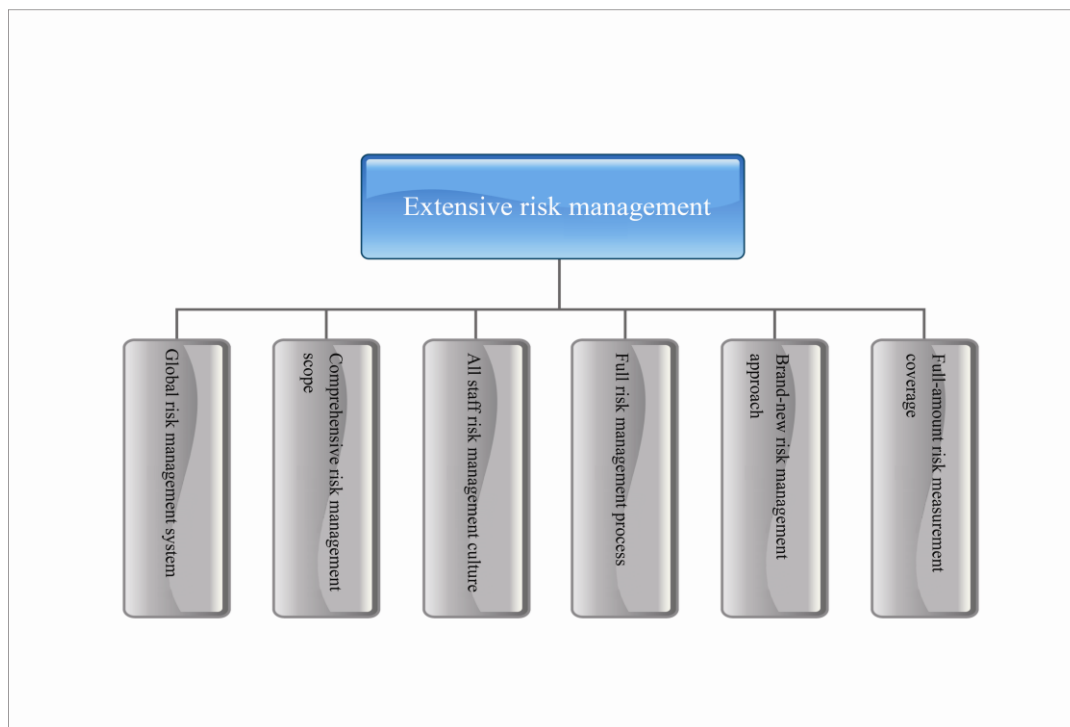 Extensive risk management
Global risk management system
Comprehensive risk management
scope
All staff risk management culture
Full risk management process
Brand-new risk management
approach
Full-amount risk measurement
coverage